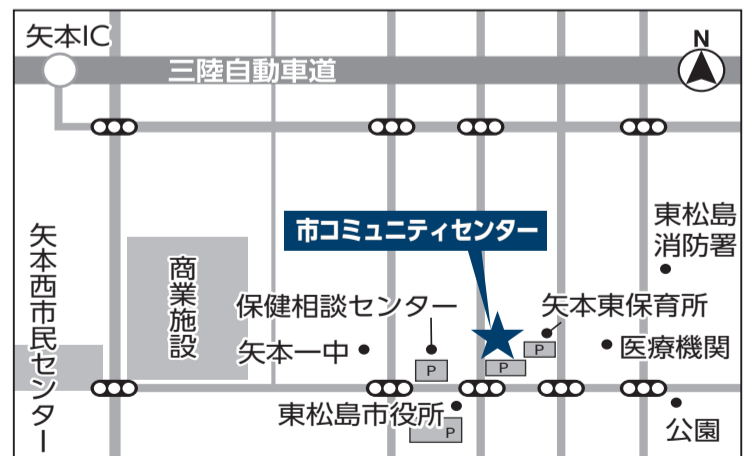 矢本IC
N
三陸自動車道
市コミュニティセンター
東松島
消防署
矢本西市民センター
商業施設
保健相談センター
矢本東保育所
矢本一中
医療機関
P
P
P
東松島市役所
公園
P